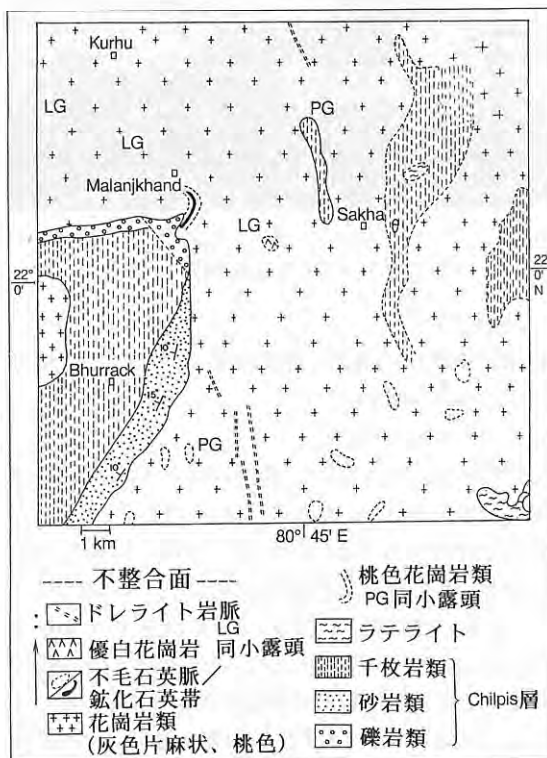 Kurhu
LG
LG
PG
Malanjkhand
LG
Sakha
22°
0'
22°
0'
N
Bhurrack
10
15
10
PG
1 km
80° 45' E
---- 不整合面 ----
ドレライト岩脈
優白花崗岩 LG 同小露頭
不毛石英脈／
鉱化石英帯
花崗岩類
(灰色片麻状、桃色)
桃色花崗岩類
PG 同小露頭
ラテライト
千枚岩類
砂岩類
礫岩類
Chilpis層